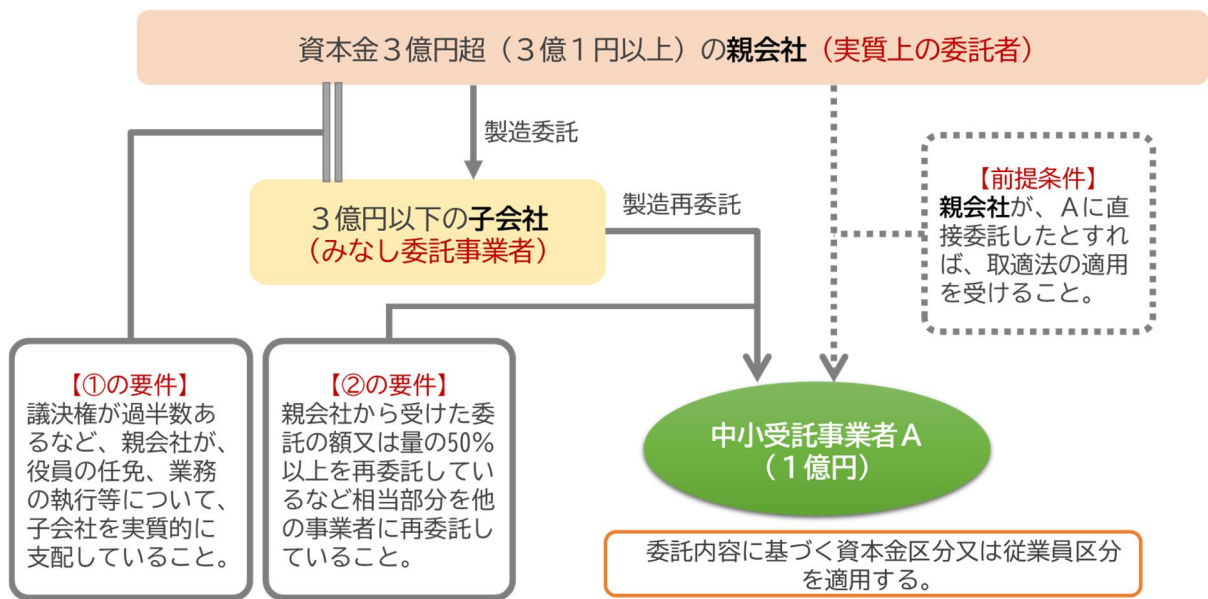 資本金３億円超（３億１円以上）の親会社（実質上の委託者）
製造委託
３億円以下の子会社
（みなし委託事業者）
製造再委託
【前提条件】
親会社が、Ａに直
接委託したとすれ
ば、取適法の適用
を受けること。
【①の要件】
議決権が過半数あ
るなど、親会社が、
役員の任免、業務
の執行等について、
子会社を実質的に
支配していること。
【②の要件】
親会社から受けた委
託の額又は量の50%
以上を再委託してい
るなど相当部分を他
の事業者に再委託し
ていること。
中小受託事業者Ａ
（１億円）
委託内容に基づく資本金区分又は従業員区分
を適用する。